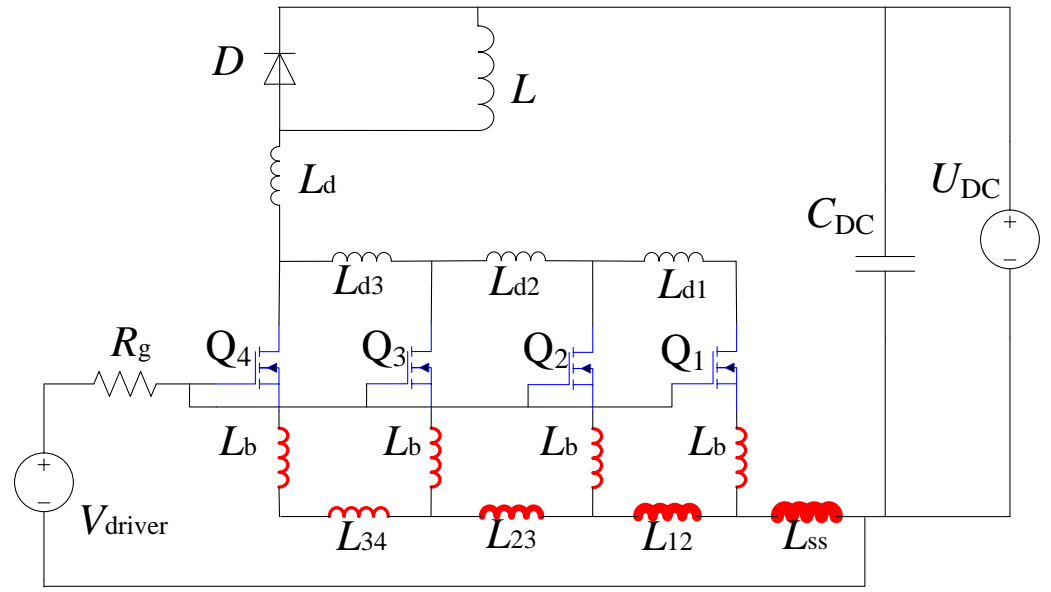 D
L
Ld
UDC
CDC
+
−
Ld3
Ld2
Ld1
Rg
Q4
Q3
Q2
Q1
Lb
Lb
Lb
Lb
+
−
Vdriver
L34
L23
L12
Lss